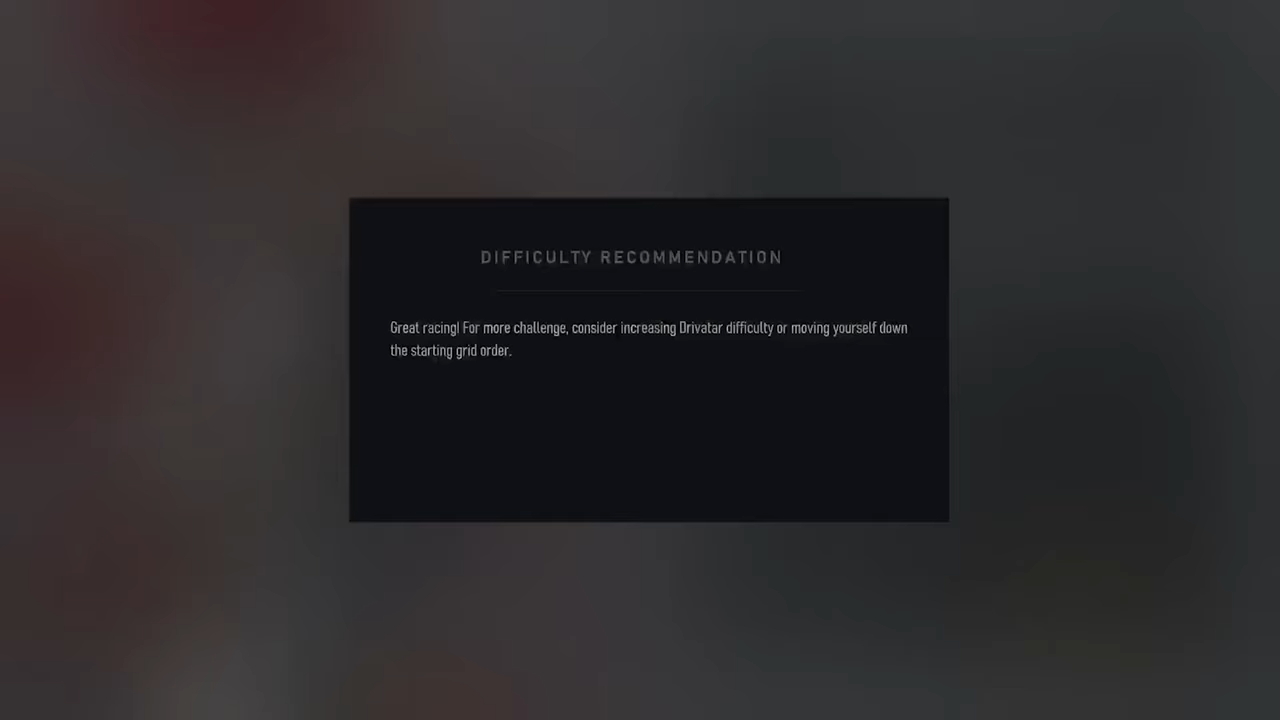 DIFFICULTY RECOMMENDATION
Great racing! For more challenge, consider increasing Drivatar difficulty or moving yourself down
the starting grid order.